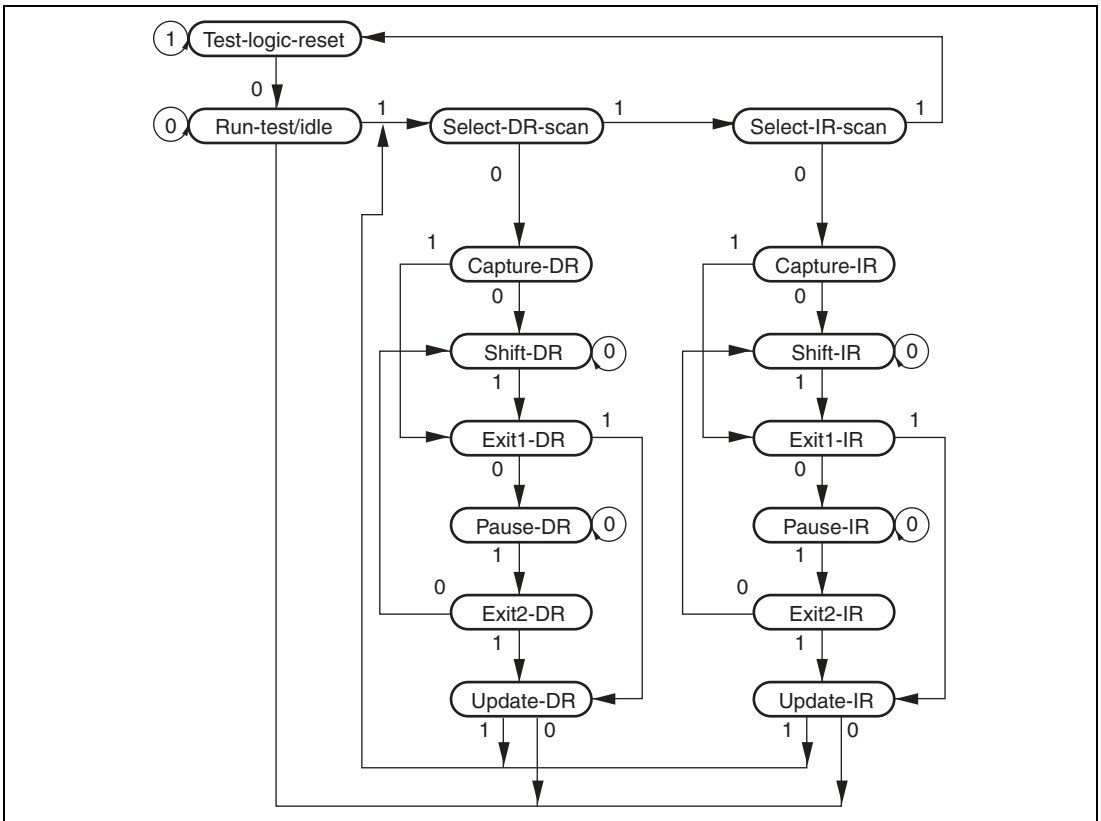 1 Test-logic-reset
0
0 Run-test/idle 1 Select-DR-scan 1 Select-IR-scan 1
0 0
1 1
Capture-DR Capture-IR
0 0
Shift-DR 0 Shift-IR 0
1 1
Exit1-DR 1 Exit1-IR 1
0 0
Pause-DR 0 Pause-IR 0
1 1
0 0
Exit2-DR Exit2-IR
1 1
Update-DR Update-IR
1 0 1 0